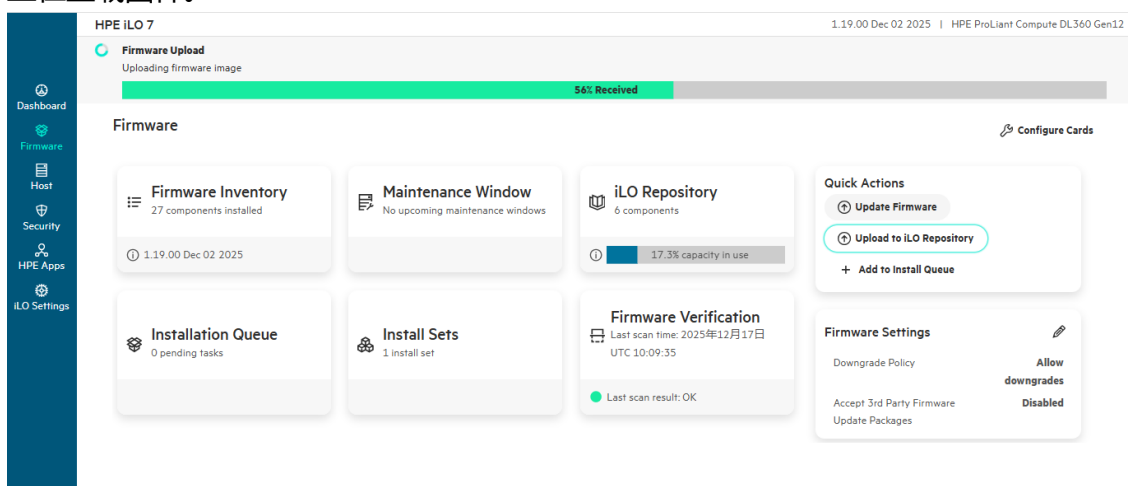 HPE iLO 7
1.19.00 Dec 02 2025 | HPE ProLiant Compute DL360 Gen12
Firmware Upload
Uploading firmware image
56% Received
Dashboard
Firmware
Host
Security
HPE Apps
iLO Settings
Firmware
Configure Cards
Firmware Inventory
27 components installed
1.19.00 Dec 02 2025
Maintenance Window
No upcoming maintenance windows
iLO Repository
6 components
17.3% capacity in use
Quick Actions
Update Firmware
Upload to iLO Repository
+ Add to Install Queue
Installation Queue
0 pending tasks
Install Sets
1 install set
Firmware Verification
Last scan time: 2025年12月17日
UTC 10:09:35
Last scan result: OK
Firmware Settings
Downgrade Policy
Allow
downgrades
Accept 3rd Party Firmware
Update Packages
Disabled